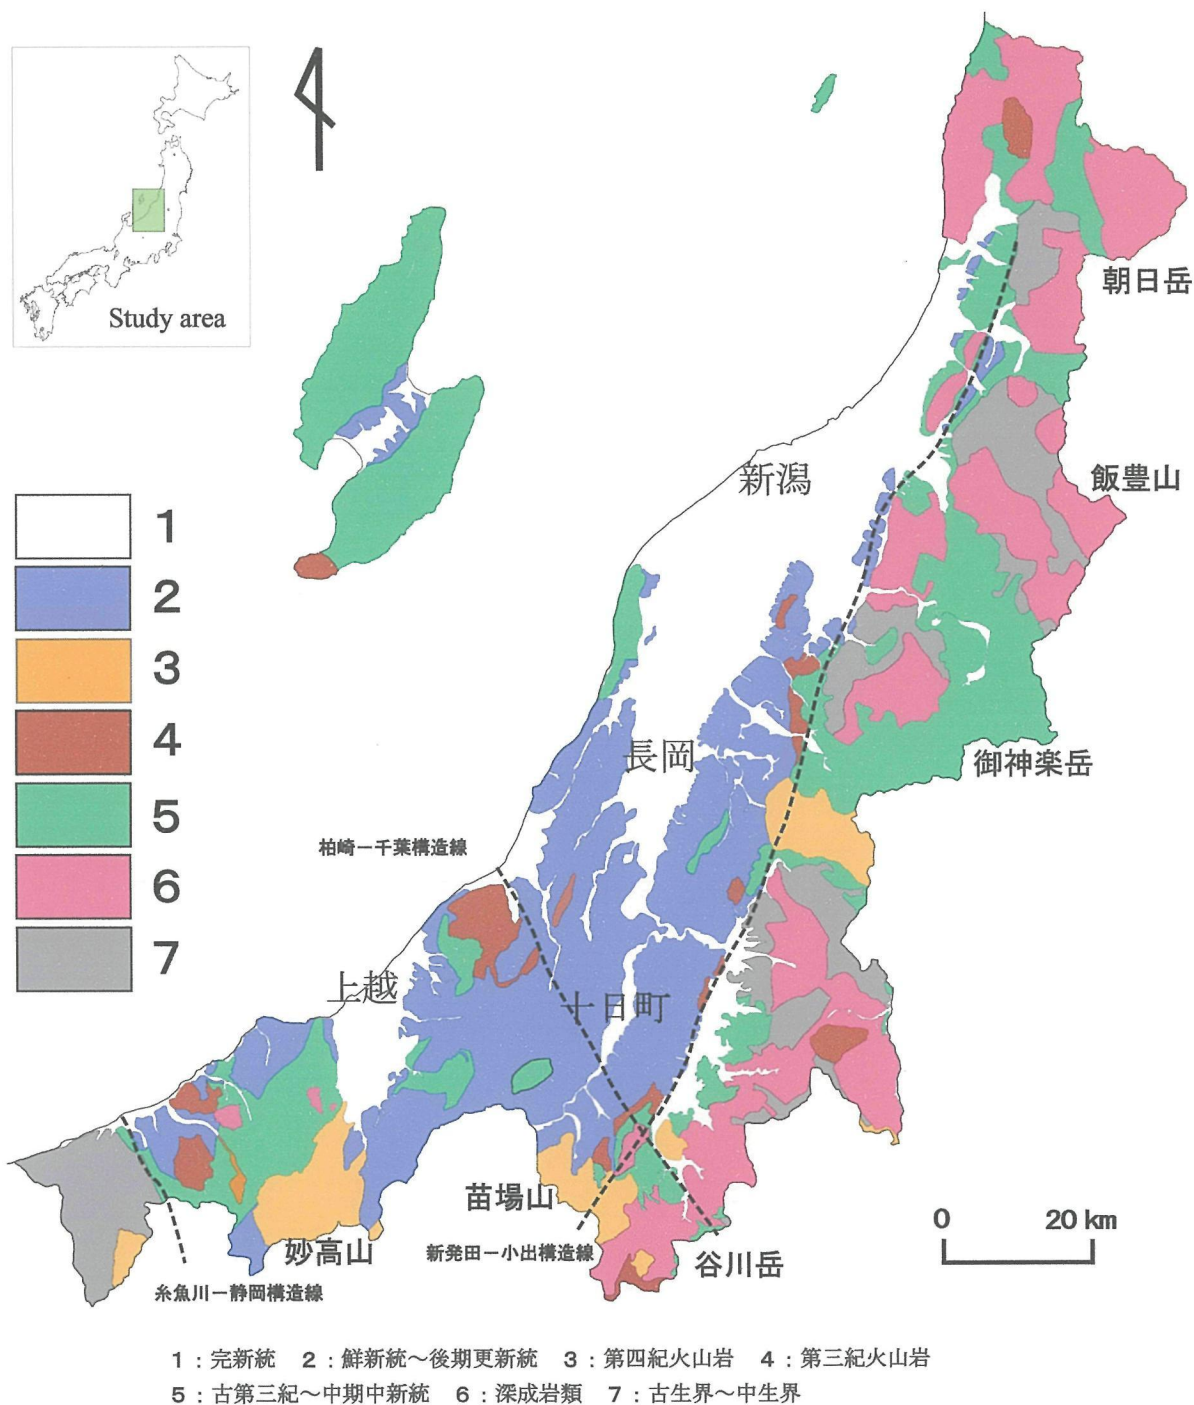 Study area
朝日岳
新潟
飯豊山
1
2
3
4
5
6
7
長岡
御神楽岳
柏崎－千葉構造線
上越
十日町
苗場山
0 20 km
妙高山
新発田－小出構造線
谷川岳
糸魚川－静岡構造線
1：完新統 2：鮮新統～後期更新統 3：第四紀火山岩 4：第三紀火山岩
5：古第三紀～中期中新統 6：深成岩類 7：古生界～中生界